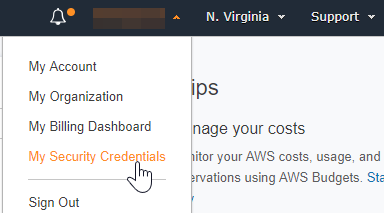 N. Virginia Support
My Account
My Organization
My Billing Dashboard
My Security Credentials
Sign Out
ips
nage your costs
nitor your AWS costs, usage, and
ervations using AWS Budgets. Sta